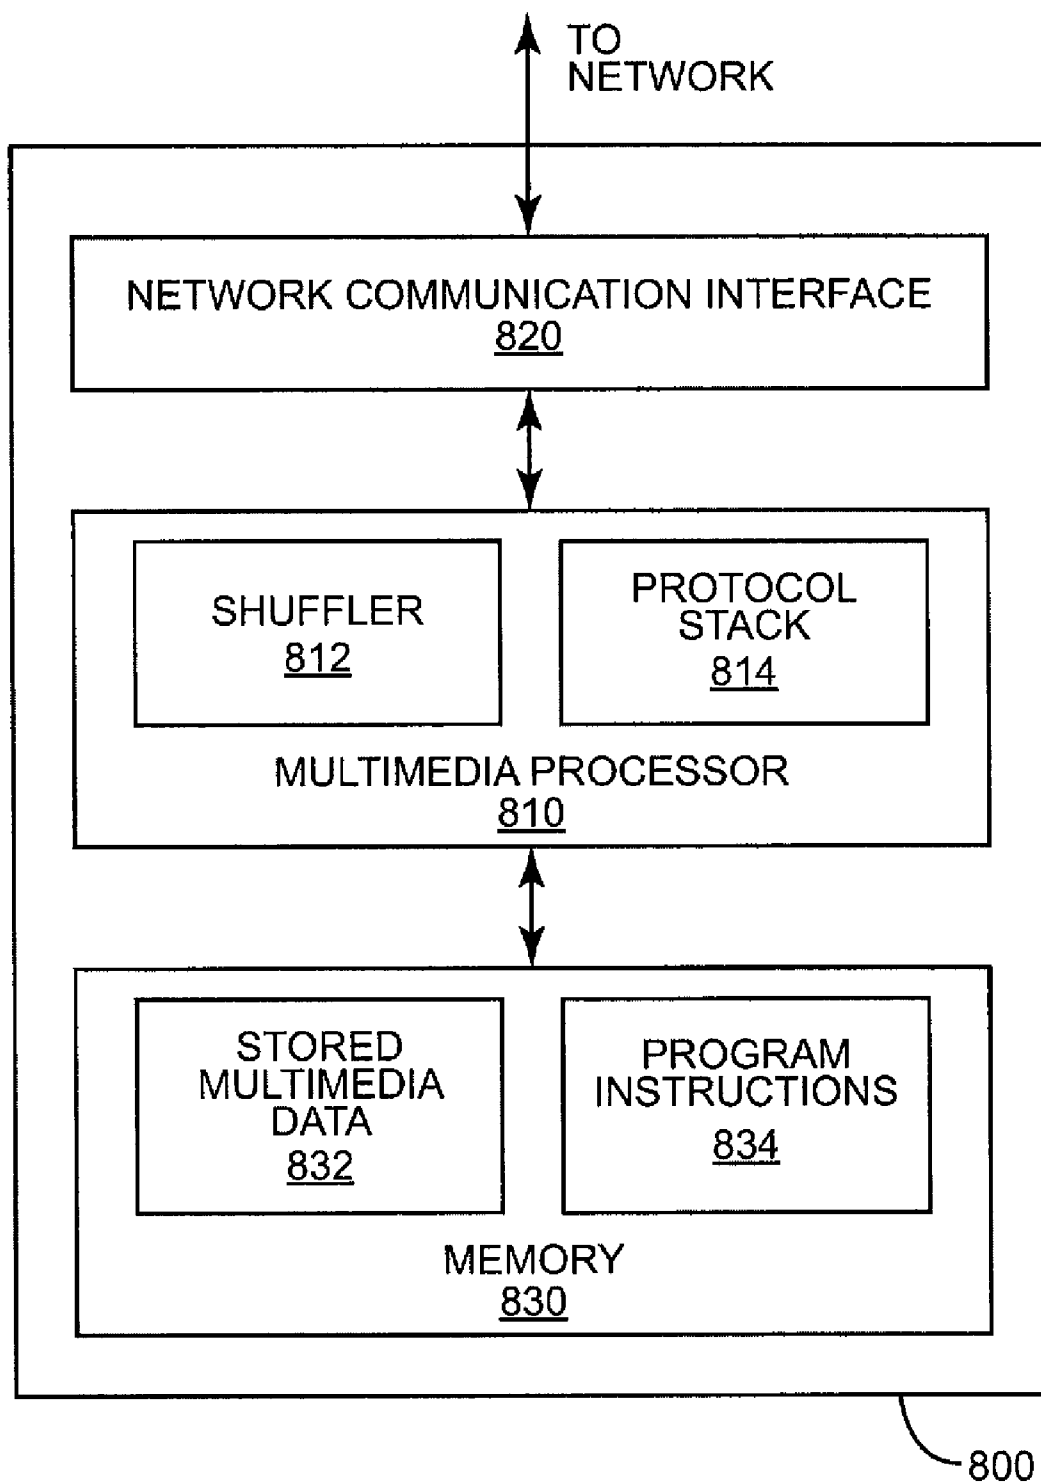 TO
NETWORK
NETWORK COMMUNICATION INTERFACE
820
SHUFFLER
812
PROTOCOL
STACK
814
MULTIMEDIA PROCESSOR
810
STORED
MULTIMEDIA
DATA
832
PROGRAM
INSTRUCTIONS
834
MEMORY
830
800